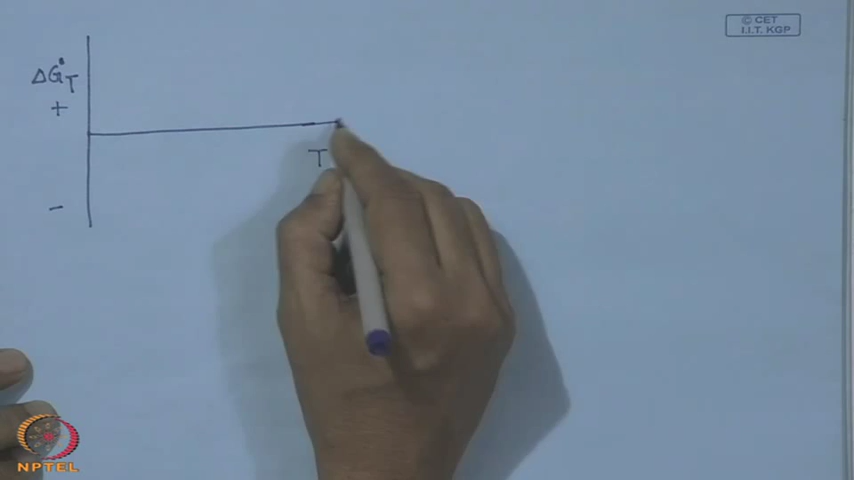 © CET
I.I.T. KGP
ΔG°T
+
T
-
NPTEL